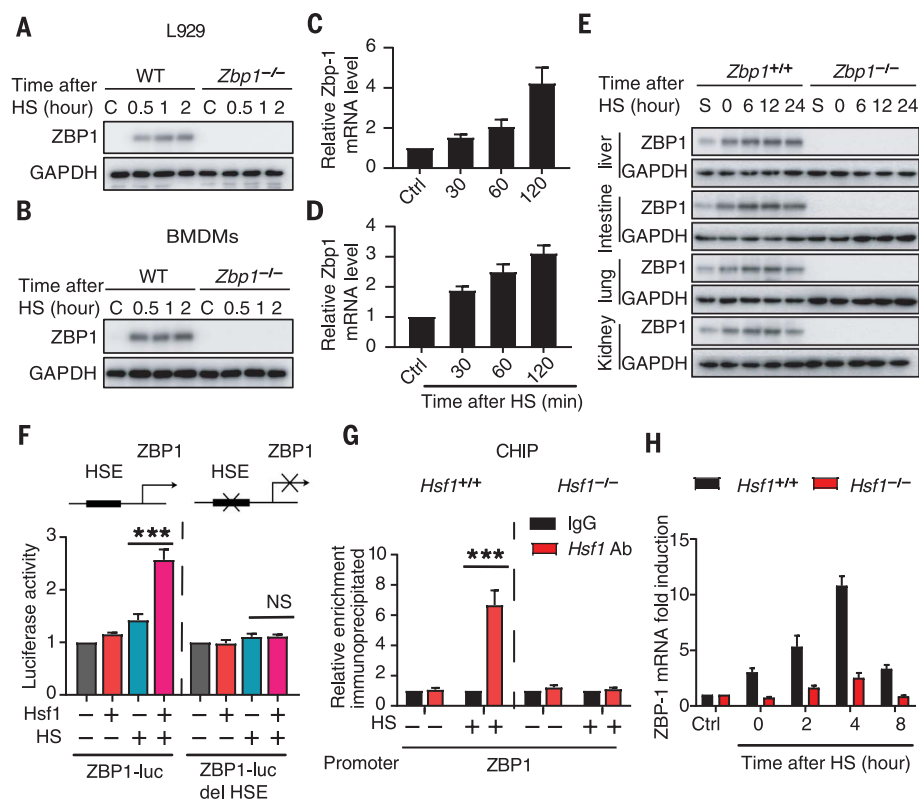 A
L929
WT
Zbp1−/−
Time after
HS (hour)
C 0.5 1 2 C 0.5 1 2
ZBP1
GAPDH
B
BMDMs
WT
Zbp1−/−
Time after
HS (hour)
C 0.5 1 2 C 0.5 1 2
ZBP1
GAPDH
C
Relative Zbp-1
mRNA level
6
4
2
0
Ctrl
30
60
120
D
Relative Zbp1
mRNA level
4
3
2
1
0
Ctrl
30
60
120
Time after HS (min)
E
Time after
HS (hour)
Zbp1+/+
Zbp1−/−
S 0 6 12 24 S 0 6 12 24
liver
ZBP1
GAPDH
Intestine
ZBP1
GAPDH
lung
ZBP1
GAPDH
Kidney
ZBP1
GAPDH
F
HSE
ZBP1
HSE
ZBP1
Luciferase activity
3
2
1
0
***
NS
Hsf1 − + − + − + − +
HS − − + + − − + +
ZBP1-luc
ZBP1-luc
del HSE
G
CHIP
Hsf1+/+
Hsf1−/−
IgG
Hsf1 Ab
Relative enrichment
immunoprecipitated
10
8
6
4
2
0
***
HS − − + + − − + +
Promoter
ZBP1
H
Hsf1+/+
Hsf1−/−
ZBP-1 mRNA fold induction
15
10
5
0
Ctrl
0
2
4
8
Time after HS (hour)